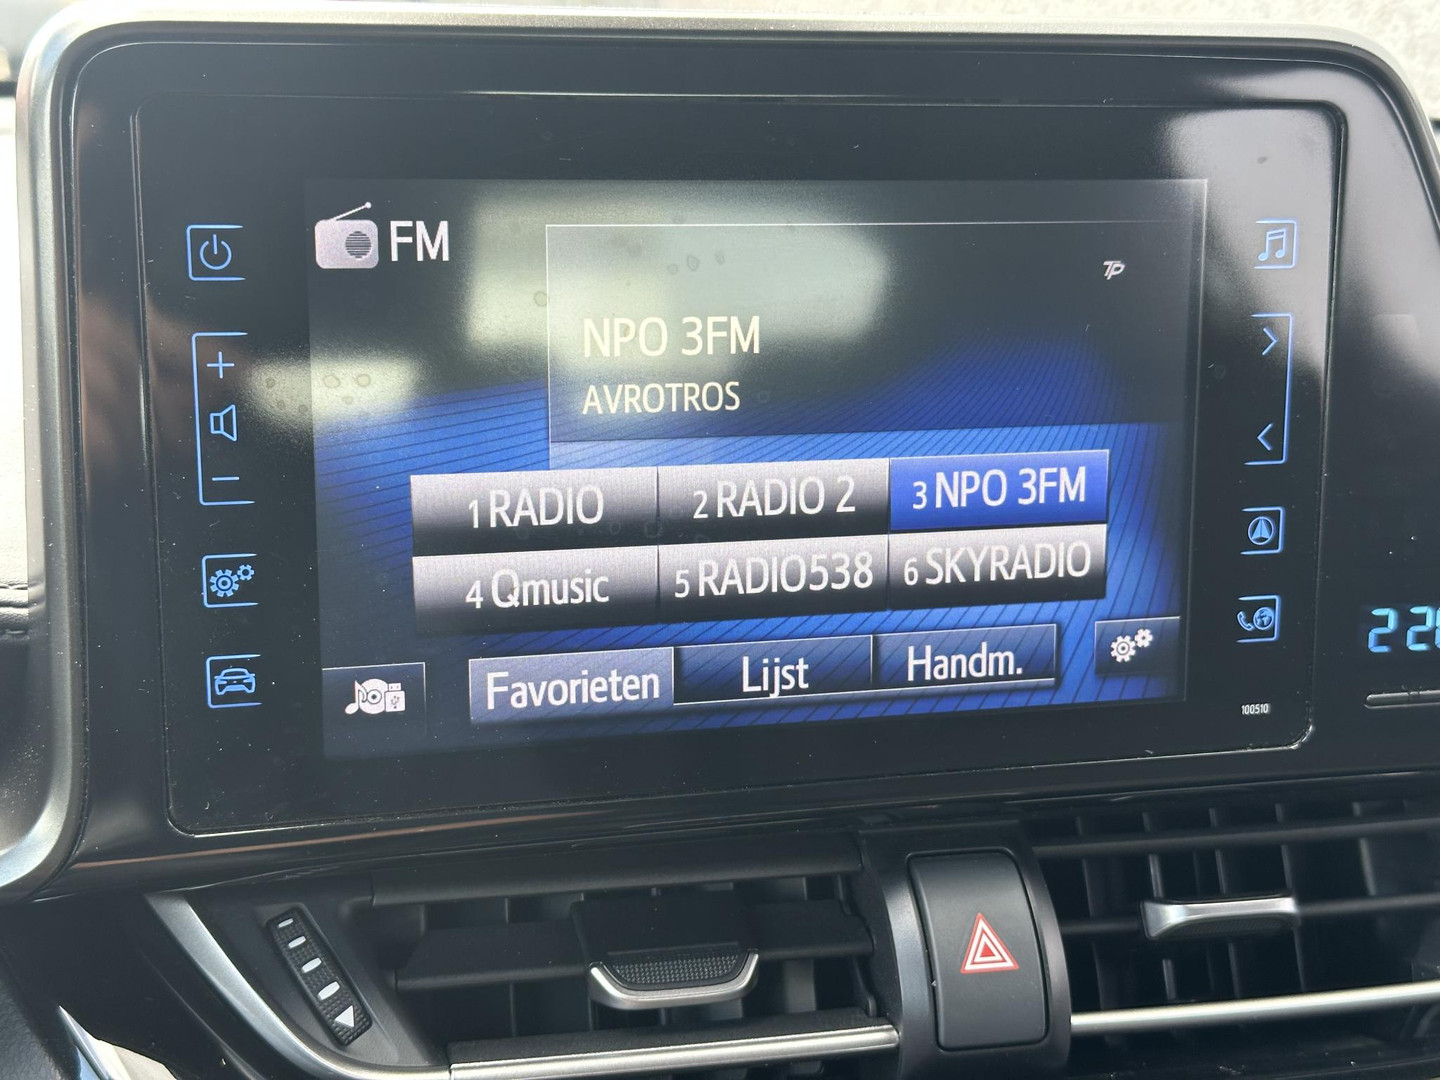 FM
TP
NPO 3FM
AVROTROS
1 RADIO
2 RADIO 2
3 NPO 3FM
4 Qmusic
5 RADIO538
6 SKYRADIO
Favorieten
Lijst
Handm.
100510